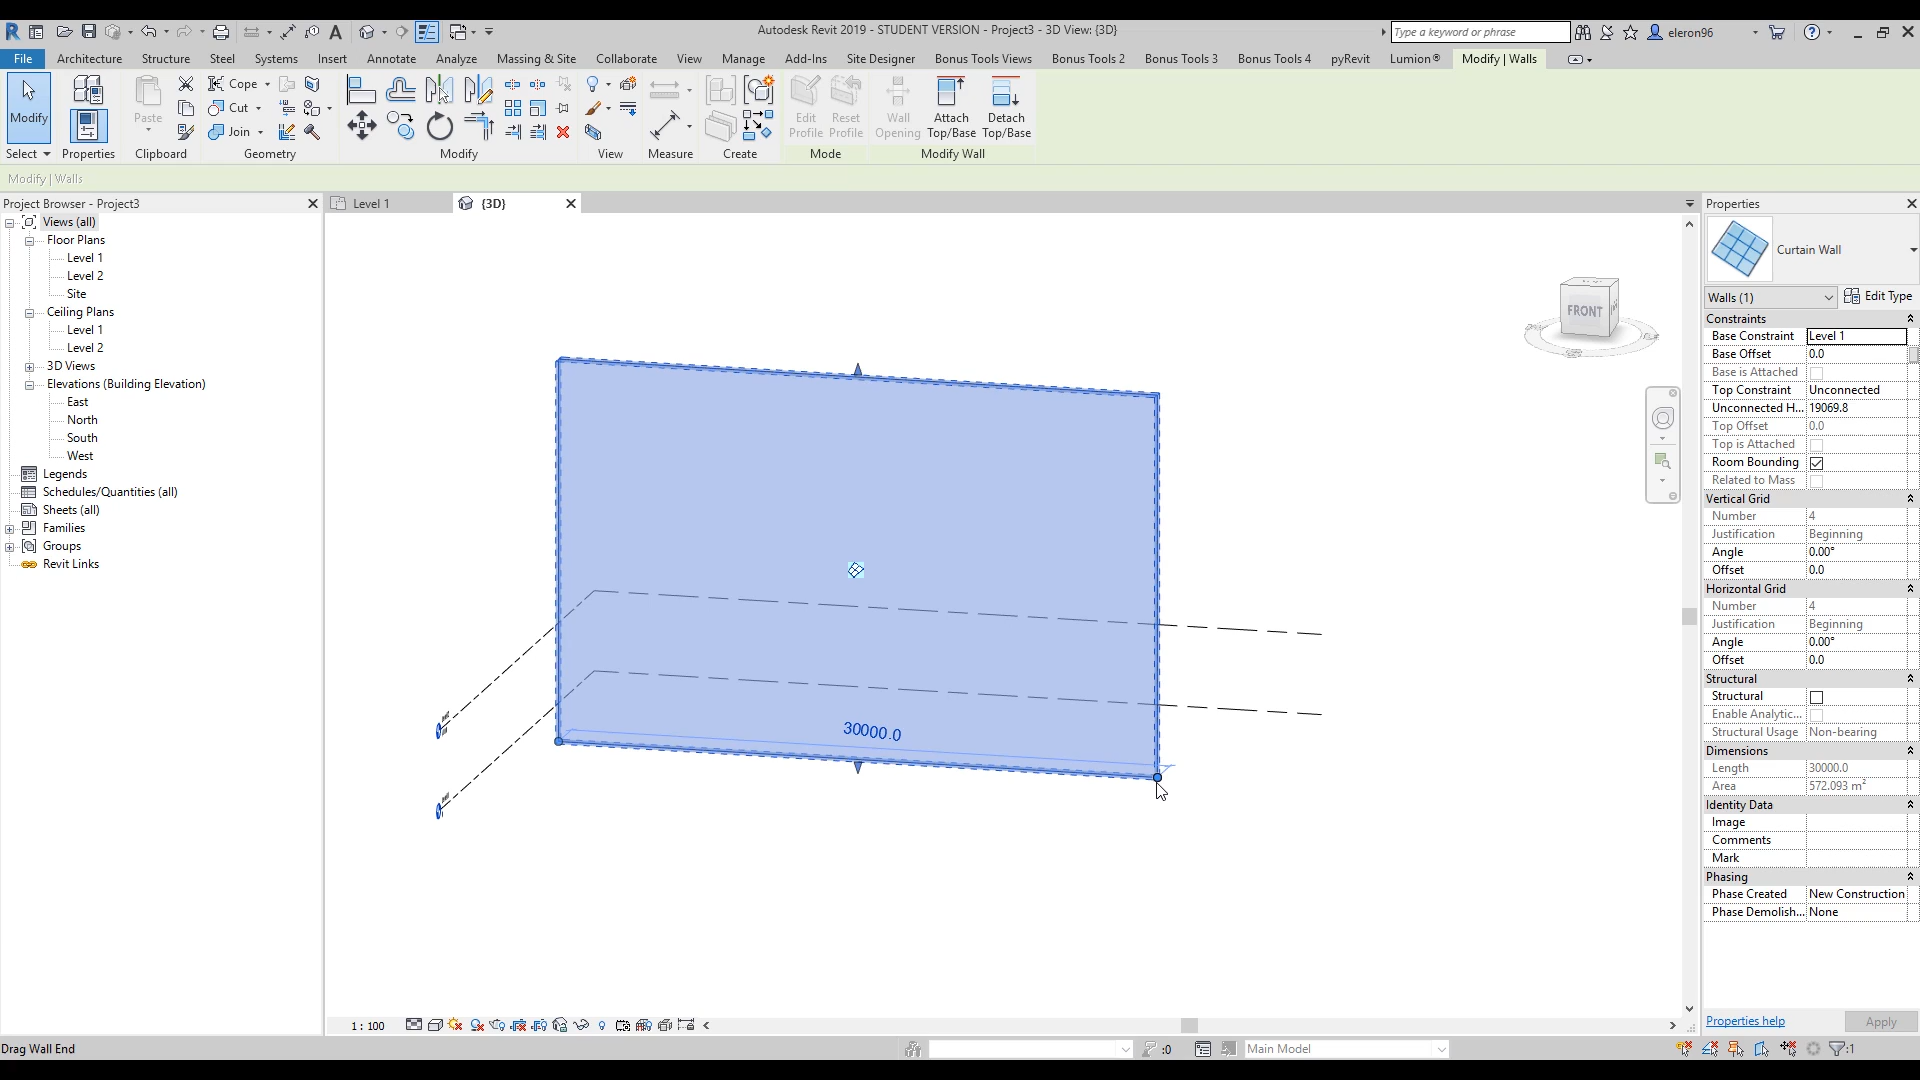 Autodesk Revit 2019 - STUDENT VERSION - Project3 - 3D View: {3D}
Type a keyword or phrase
eleron96
File Architecture Structure Steel Systems Insert Annotate Analyze Massing & Site Collaborate View Manage Add-Ins Site Designer Bonus Tools Views Bonus Tools 2 Bonus Tools 3 Bonus Tools 4 pyRevit Lumion® Modify | Walls
Modify
Paste
Cope
Cut
Join
Edit Profile
Reset Profile
Wall Opening
Attach Top/Base
Detach Top/Base
Select Properties Clipboard Geometry Modify View Measure Create Mode Modify Wall
Modify | Walls
Project Browser - Project3
Views (all)
Floor Plans
Level 1
Level 2
Site
Ceiling Plans
Level 1
Level 2
3D Views
Elevations (Building Elevation)
East
North
South
West
Legends
Schedules/Quantities (all)
Sheets (all)
Families
Groups
Revit Links
Level 1
{3D}
FRONT
30000.0
1 : 100
Properties
Curtain Wall
Walls (1)
Edit Type
Constraints
Base Constraint Level 1
Base Offset 0.0
Base is Attached
Top Constraint Unconnected
Unconnected H... 19069.8
Top Offset 0.0
Top is Attached
Room Bounding
Related to Mass
Vertical Grid
Number 4
Justification Beginning
Angle 0.00°
Offset 0.0
Horizontal Grid
Number 4
Justification Beginning
Angle 0.00°
Offset 0.0
Structural
Structural
Enable Analytic...
Structural Usage Non-bearing
Dimensions
Length 30000.0
Area 572.093 m²
Identity Data
Image
Comments
Mark
Phasing
Phase Created New Construction
Phase Demolish... None
Properties help
Apply
Drag Wall End
:0
Main Model
:1